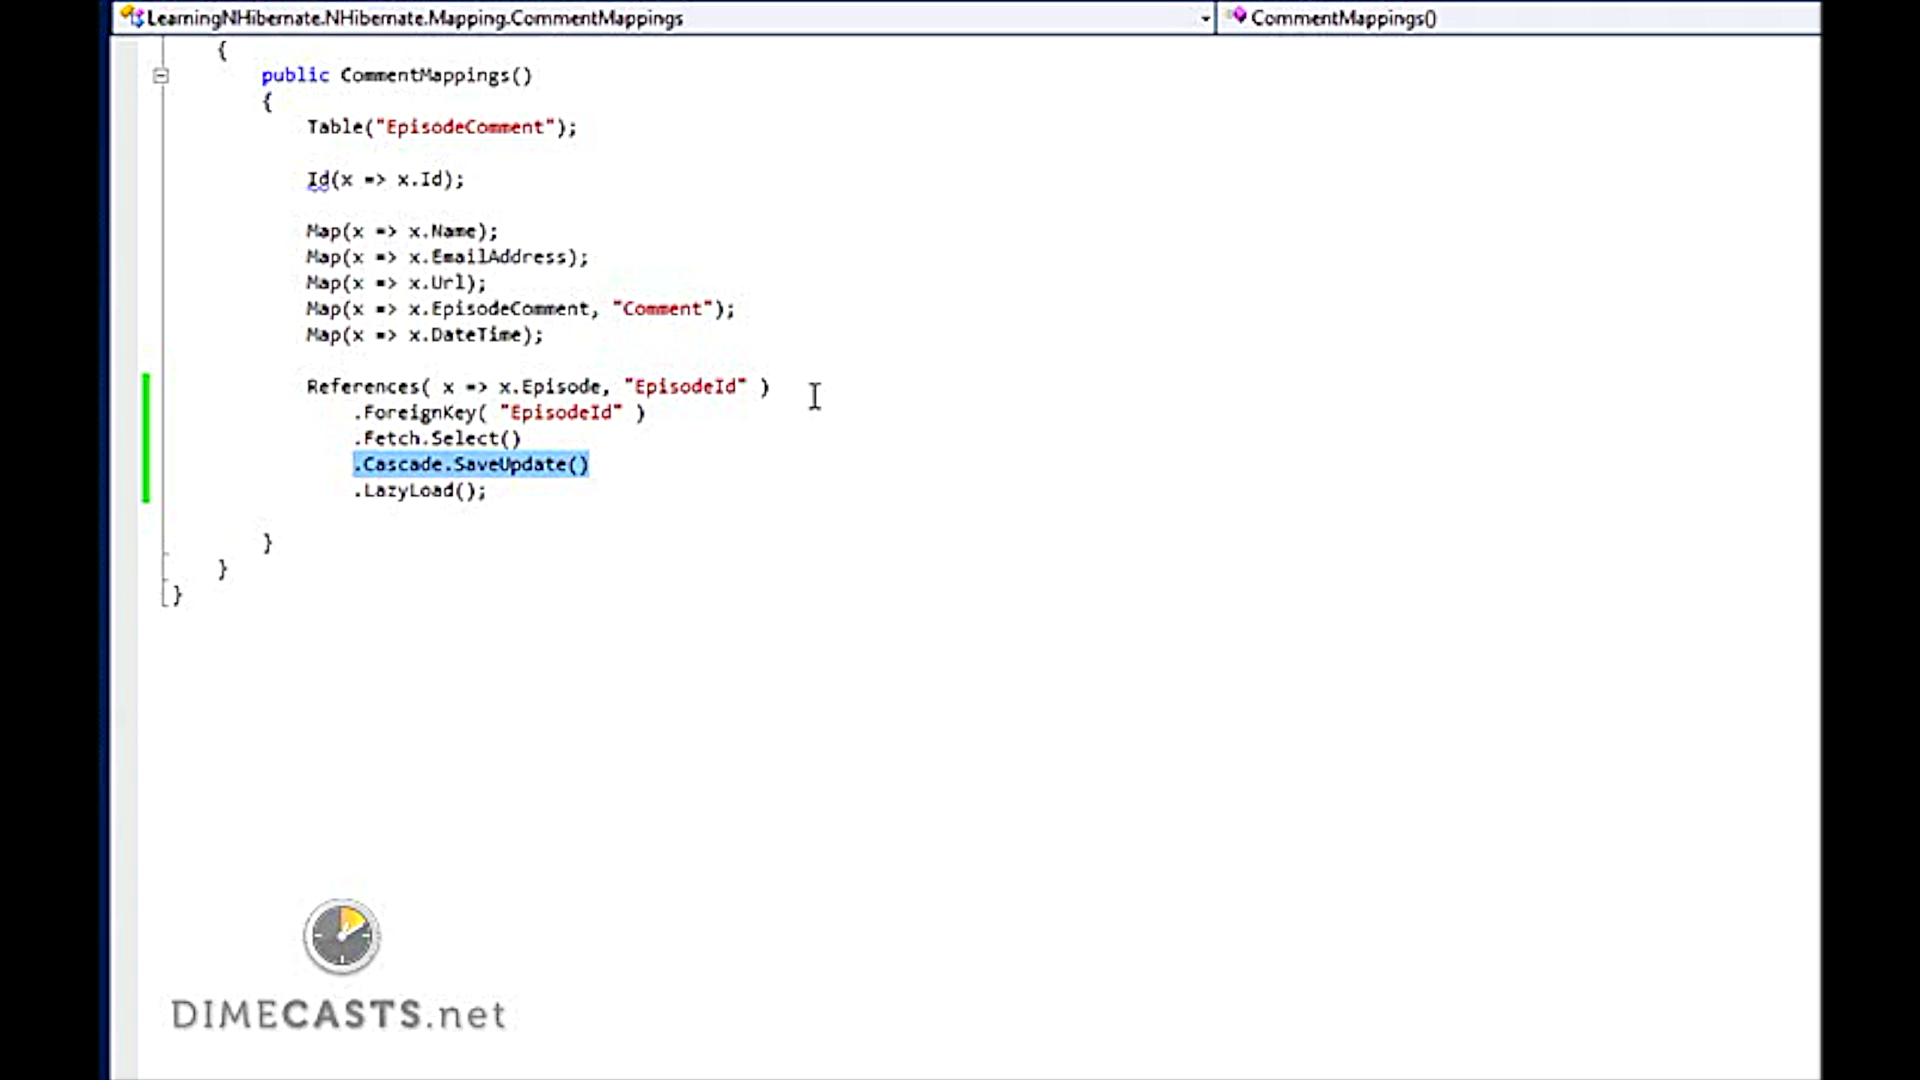 LearningNHibernate.NHibernate.Mapping.CommentMappings
CommentMappings()
{
public CommentMappings()
{
Table("EpisodeComment");
Id(x => x.Id);
Map(x => x.Name);
Map(x => x.EmailAddress);
Map(x => x.Url);
Map(x => x.EpisodeComment, "Comment");
Map(x => x.DateTime);
References( x => x.Episode, "EpisodeId" )
.ForeignKey( "EpisodeId" )
.Fetch.Select()
.Cascade.SaveUpdate()
.LazyLoad();
}
}
}
DIMECASTS.net